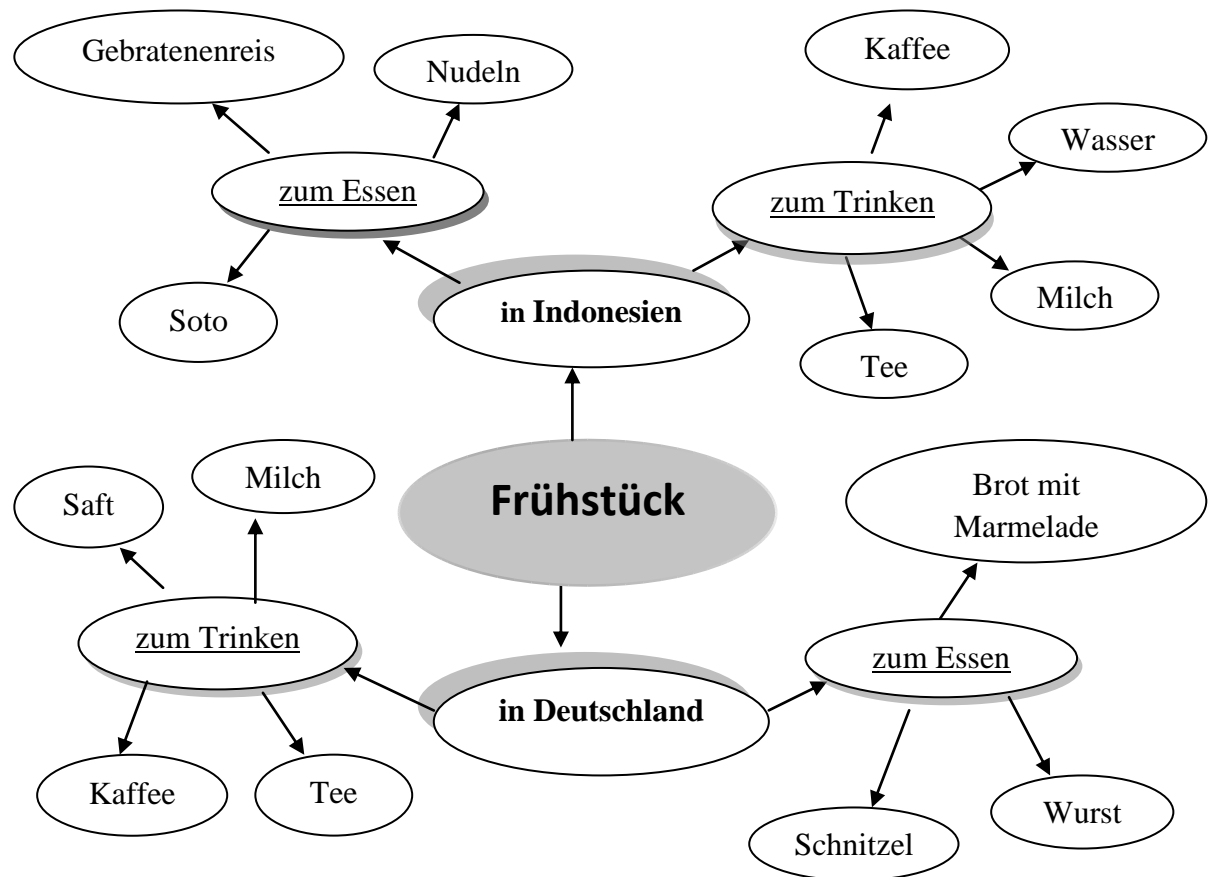 Gebratenenreis
Nudeln
Kaffee
Wasser
zum Essen
zum Trinken
Soto
in Indonesien
Milch
Tee
Frühstück
Saft
Milch
Brot mit
Marmelade
zum Trinken
in Deutschland
zum Essen
Kaffee
Tee
Schnitzel
Wurst